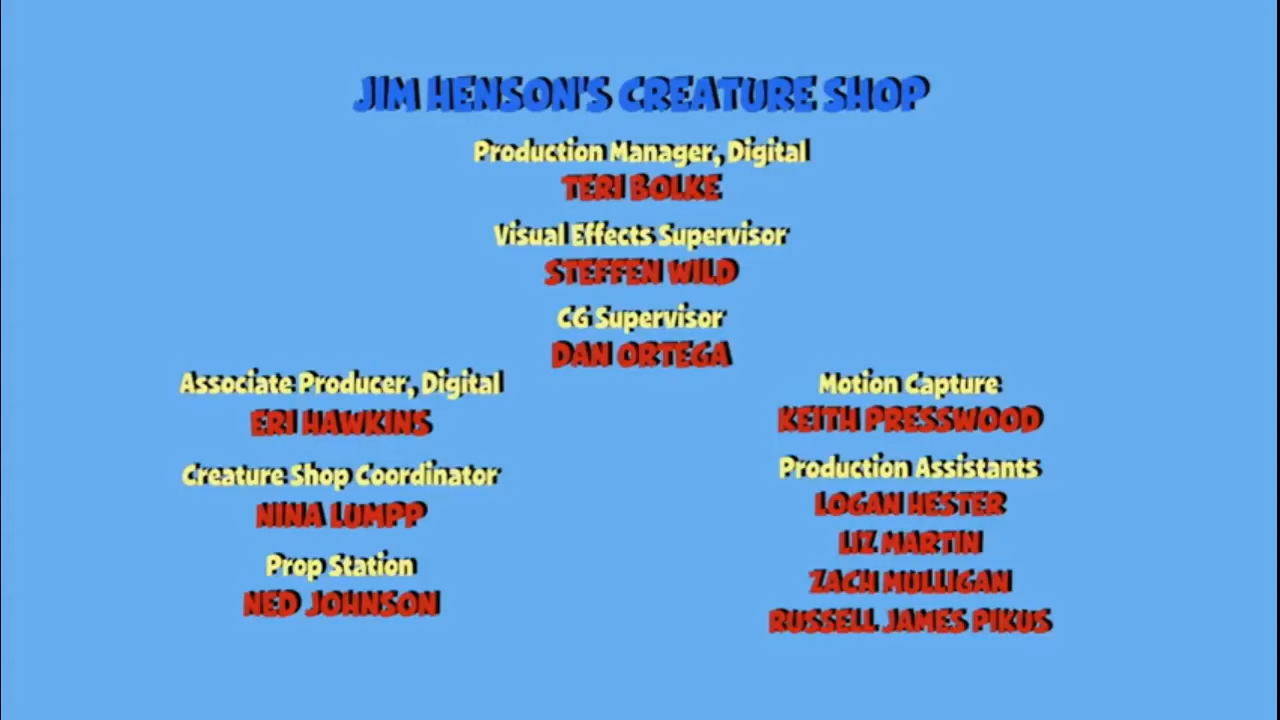 JIM HENSON'S CREATURE SHOP
Production Manager, Digital
TERI BOLKE
Visual Effects Supervisor
STEFFEN WILD
CG Supervisor
DAN ORTEGA
Associate Producer, Digital
ERI HAWKINS
Creature Shop Coordinator
NINA LUMPP
Prop Station
NED JOHNSON
Motion Capture
KEITH PRESSWOOD
Production Assistants
LOGAN HESTER
LIZ MARTIN
ZACH MULLIGAN
RUSSELL JAMES PIKUS